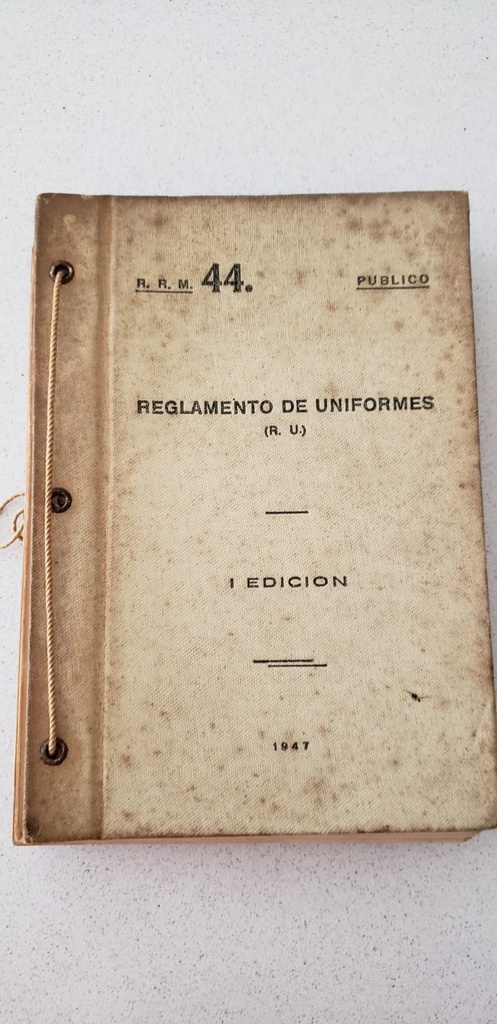 R. R. M. 44. PUBLICO
REGLAMENTO DE UNIFORMES
(R. U.)
I EDICION
1947